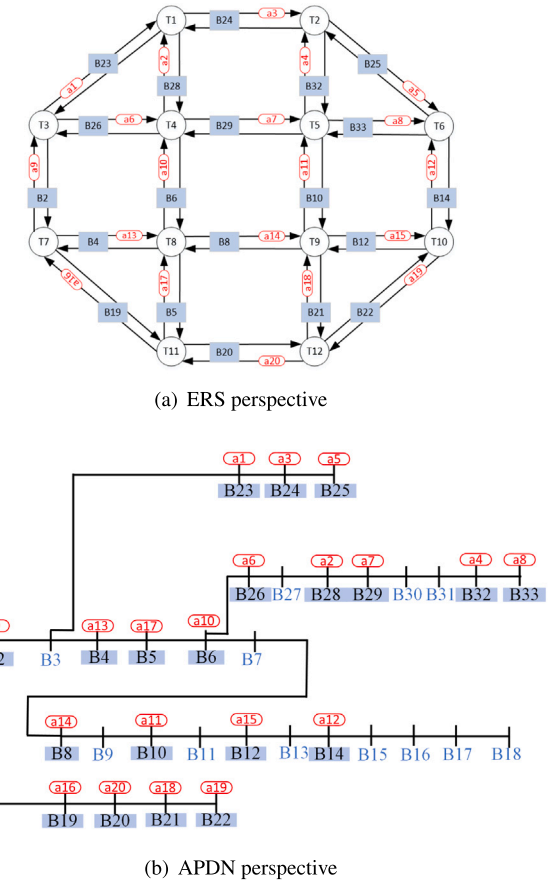 T1 B24 a3 T2
B23 a1 a2 B28 a4 B32 B25 a5
T3 B26 a6 T4 B29 a7 T5 B33 a8 T6
a9 B2 a10 B6 a11 B10 a12 B14
T7 B4 a13 T8 B8 a14 T9 B12 a15 T10
a16 B19 a17 B5 a18 B21 B22 a19
T11 B20 a20 T12
(a) ERS perspective
a1 a3 a5
B23 B24 B25
a6 a2 a7 a4 a8
B26 B27 B28 B29 B30 B31 B32 B33
a13 a17 a10
2 B3 B4 B5 B6 B7
a14 a11 a15 a12
B8 B9 B10 B11 B12 B13 B14 B15 B16 B17 B18
a16 a20 a18 a19
B19 B20 B21 B22
(b) APDN perspective